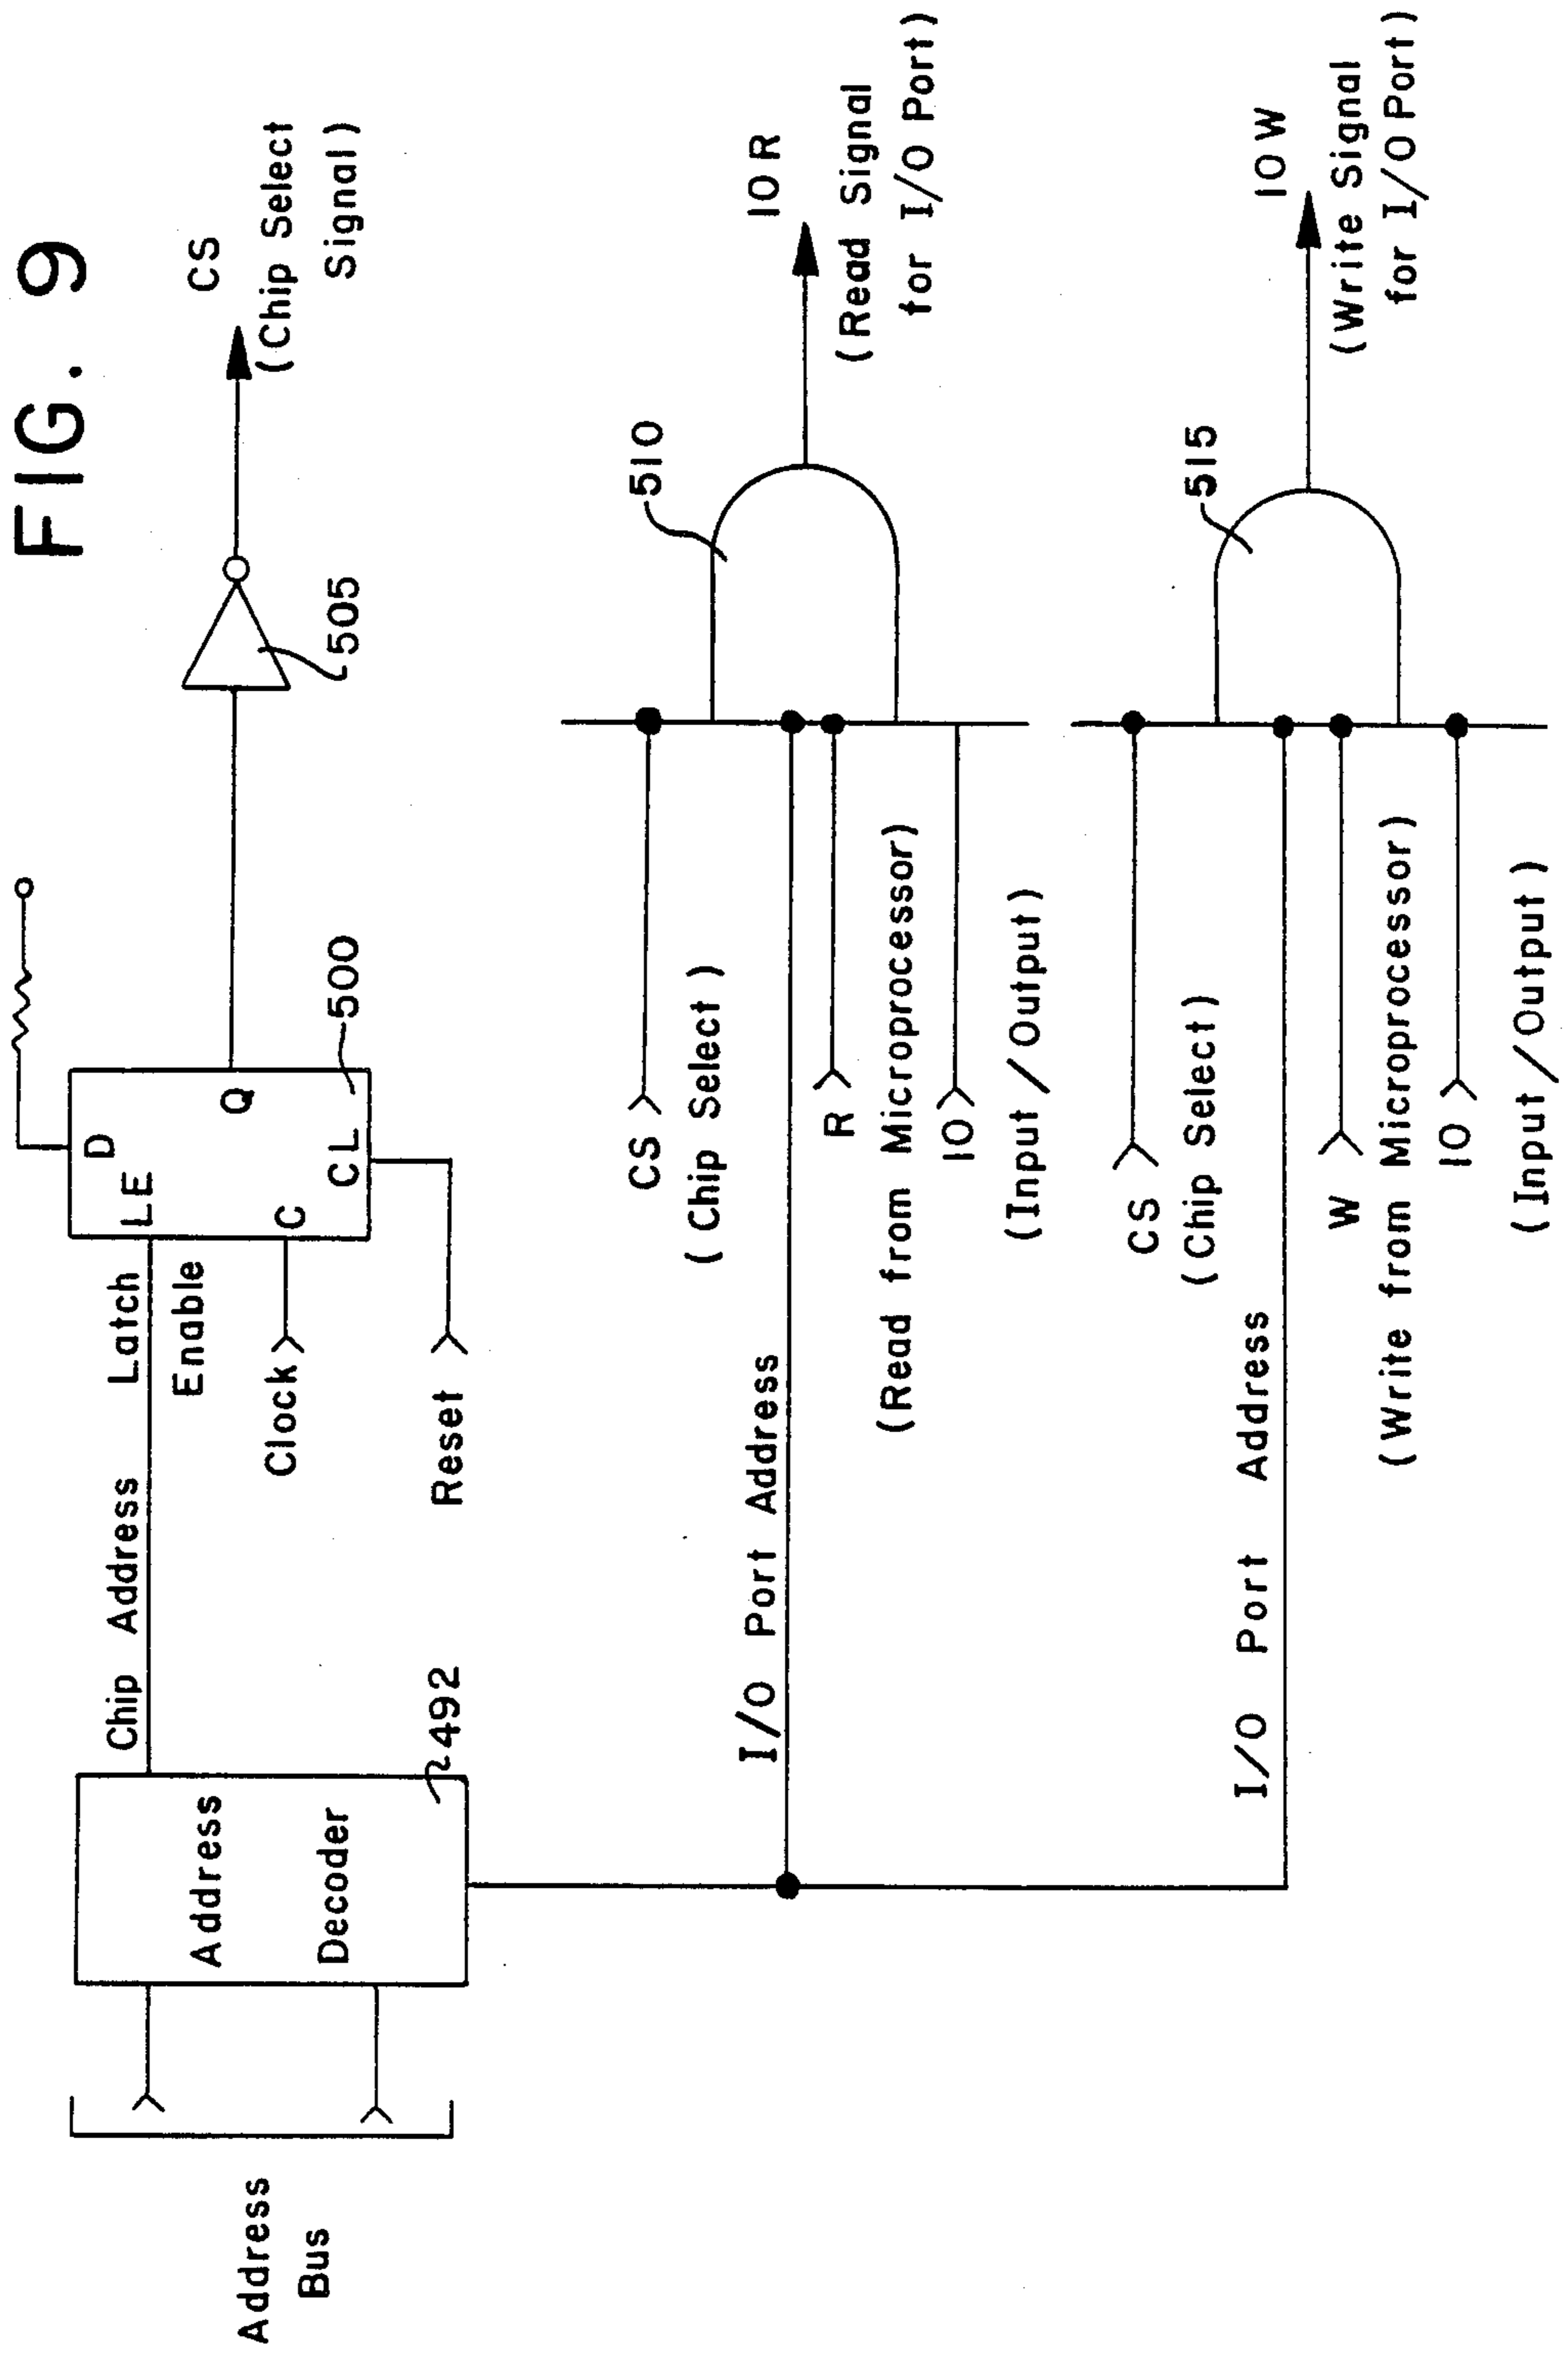 FIG. 9
D
LE
Q
C
CL
500
Latch
Enable
Chip Address
Clock
Reset
505
CS
(Chip Select
Signal)
Address
Bus
Address
Decoder
492
I/O Port Address
CS
(Chip Select)
R
(Read from Microprocessor)
IO
(Input/Output)
510
IOR
(Read Signal
for I/O Port)
I/O Port Address
CS
(Chip Select)
W
(Write from Microprocessor)
IO
(Input/Output)
515
IOW
(Write Signal
for I/O Port)